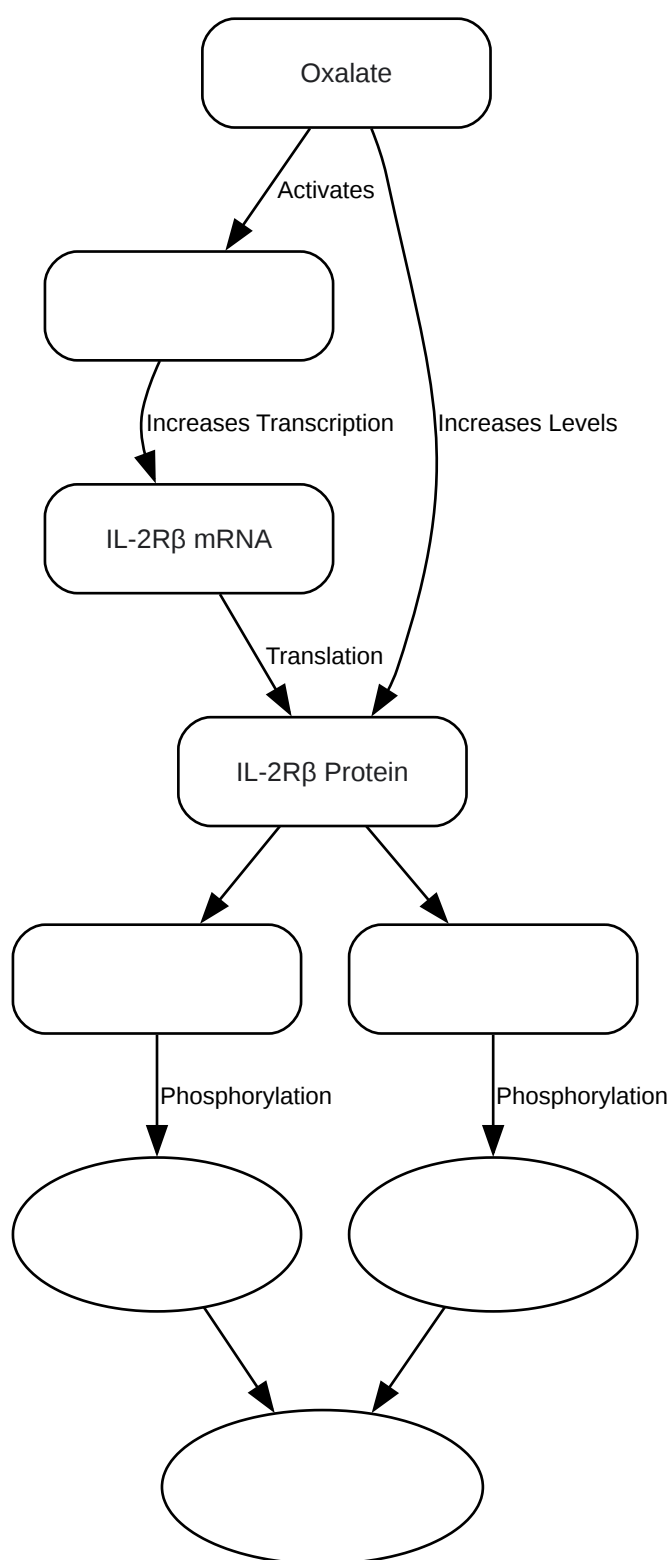 Oxalate
Activates
Increases Transcription
Increases Levels
IL-2Rβ mRNA
Translation
IL-2Rβ Protein
Phosphorylation
Phosphorylation